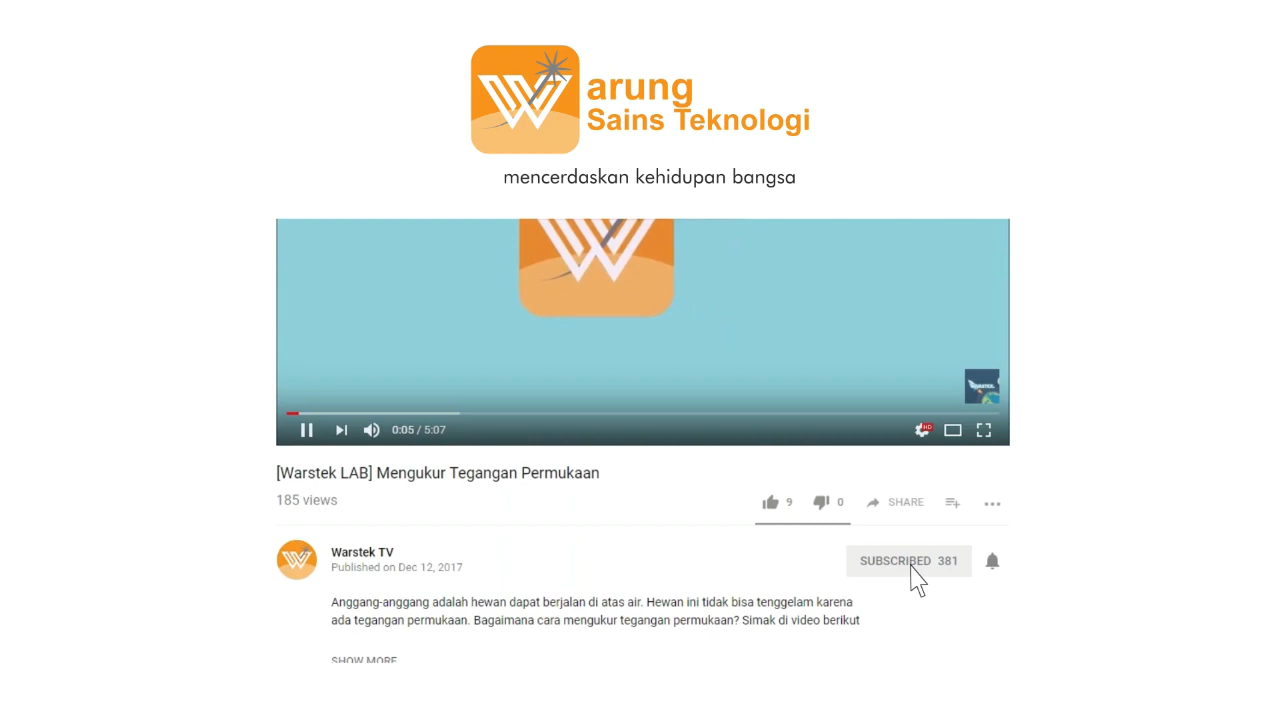 Warung
Sains Teknologi
mencerdaskan kehidupan bangsa
0:05 / 5:07
HD
[Warstek LAB] Mengukur Tegangan Permukaan
185 views
9
0
SHARE
Warstek TV
Published on Dec 12, 2017
SUBSCRIBED 381
Anggang-anggang adalah hewan dapat berjalan di atas air. Hewan ini tidak bisa tenggelam karena
ada tegangan permukaan. Bagaimana cara mengukur tegangan permukaan? Simak di video berikut
SHOW MORE